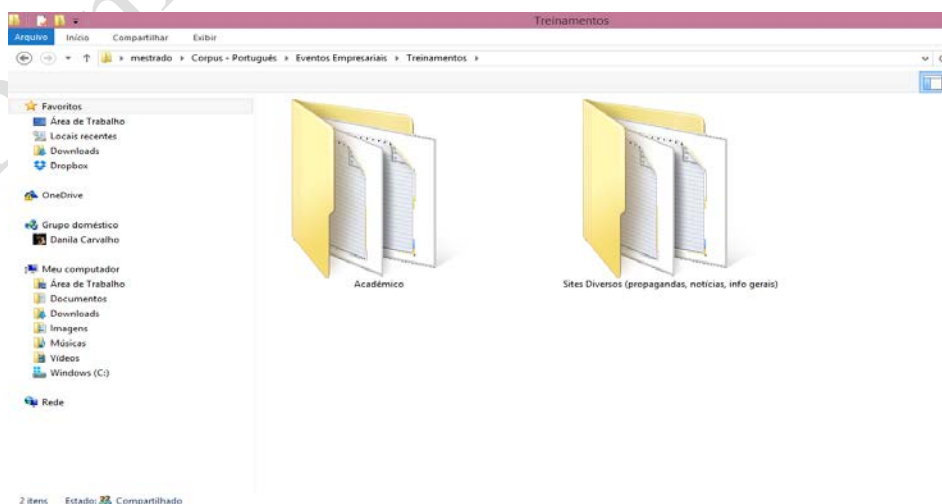 Treinamentos
Arquivo Início Compartilhar Exibir
mestrado Corpus - Português Eventos Empresariais Treinamentos
Favoritos
Área de Trabalho
Locais recentes
Downloads
Dropbox
OneDrive
Grupo doméstico
Danila Carvalho
Meu computador
Área de Trabalho
Documentos
Downloads
Imagens
Músicas
Vídeos
Windows (C:)
Rede
Acadêmico
Sites Diversos (propagandas, notícias, info gerais)
2 itens Estado: Compartilhado